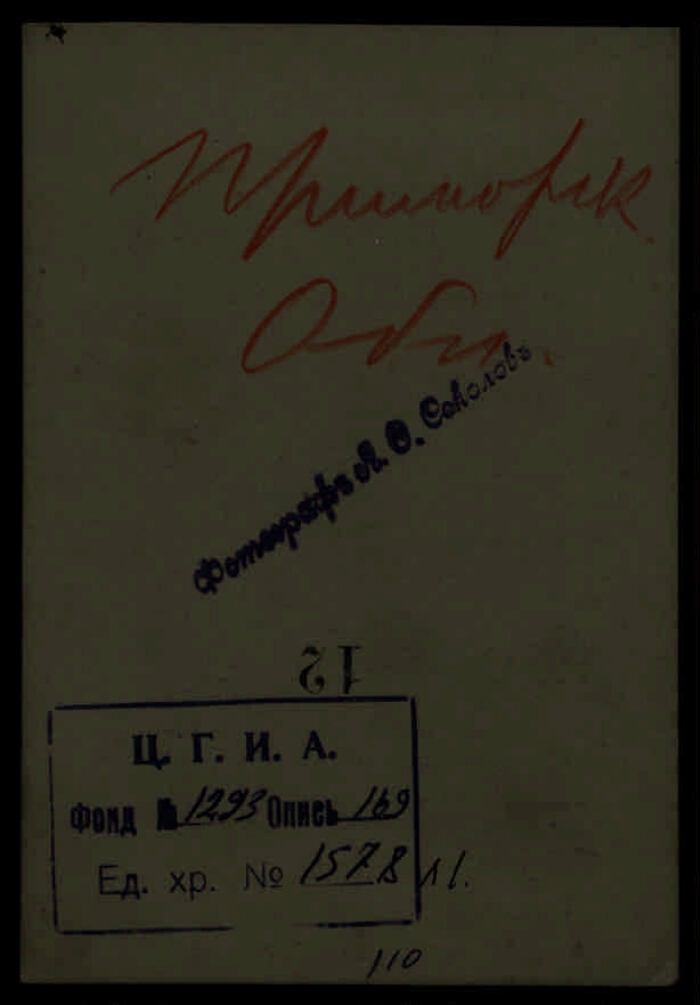 Приморск.
Обл.
Фотографъ А. О. Соколовъ
12
Ц. Г. И. А.
Фонд № 1293 Опись 169
Ед. хр. № 1578 л1.
110